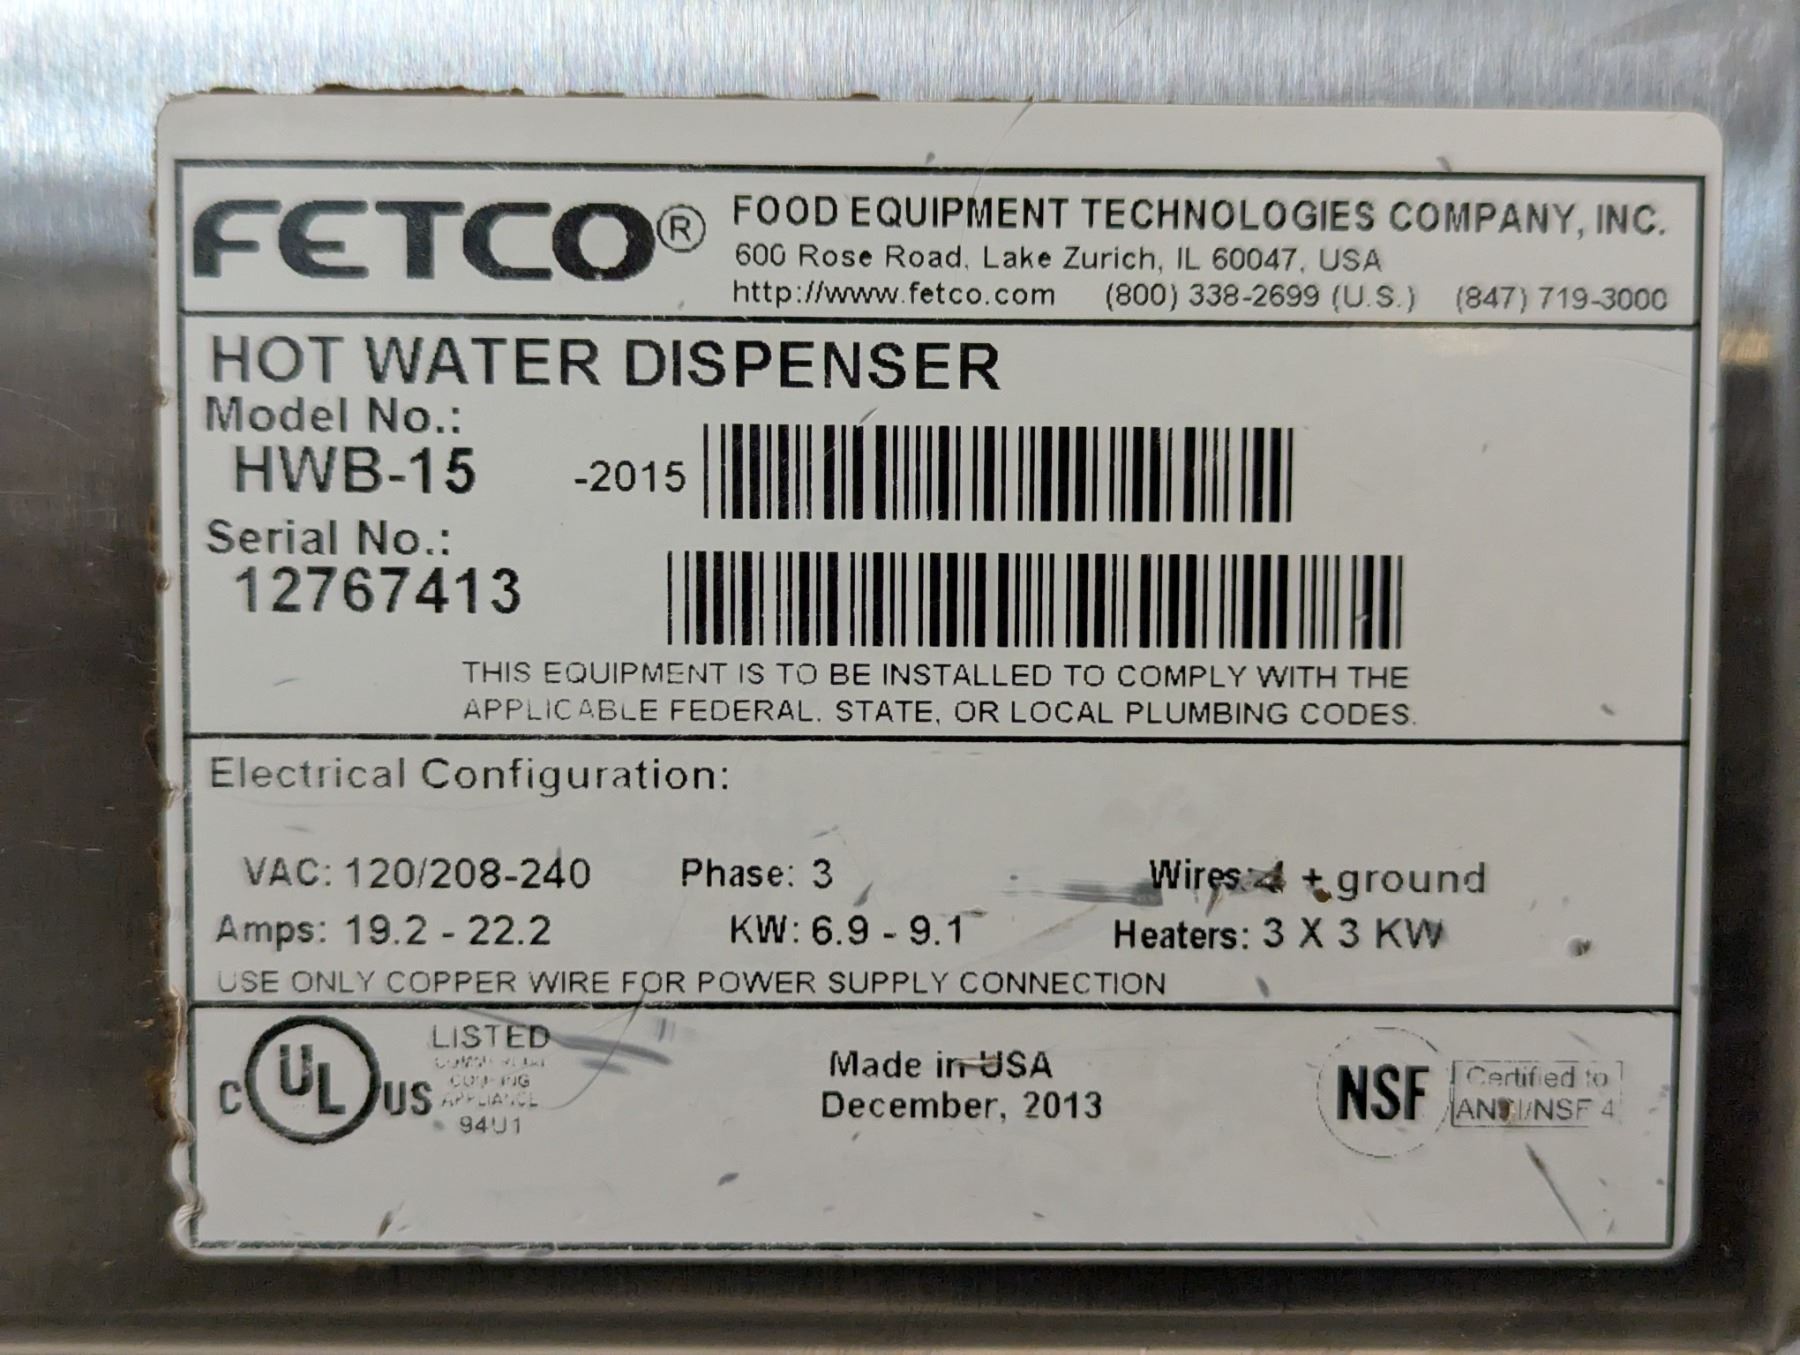 FETCO® FOOD EQUIPMENT TECHNOLOGIES COMPANY, INC.
600 Rose Road, Lake Zurich, IL 60047, USA
http://www.fetco.com (800) 338-2699 (U.S.) (847) 719-3000
HOT WATER DISPENSER
Model No.:
HWB-15 -2015
Serial No.:
12767413
THIS EQUIPMENT IS TO BE INSTALLED TO COMPLY WITH THE
APPLICABLE FEDERAL, STATE, OR LOCAL PLUMBING CODES.
Electrical Configuration:
VAC: 120/208-240 Phase: 3 Wires: 4 + ground
Amps: 19.2 - 22.2 KW: 6.9 - 9.1 Heaters: 3 X 3 KW
USE ONLY COPPER WIRE FOR POWER SUPPLY CONNECTION
C UL US LISTED
COMMERCIAL
COOKING
APPLIANCE
94U1
Made in USA
December, 2013
NSF Certified to
ANSI/NSF 4